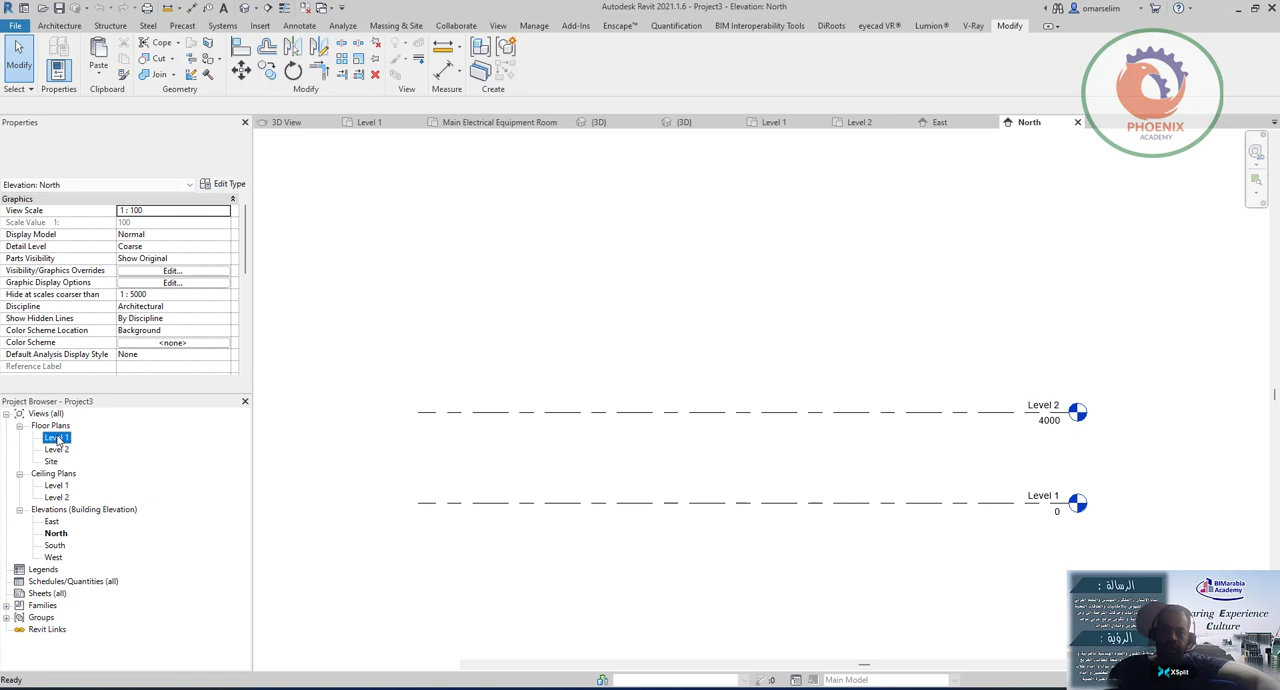 Autodesk Revit 2021.1.6 - Project3 - Elevation: North
omarselim
File Architecture Structure Steel Precast Systems Insert Annotate Analyze Massing & Site Collaborate View Manage Add-Ins Enscape™ Quantification BIM Interoperability Tools DiRoots eyecad VR® Lumion® V-Ray Modify
Cope
Cut
Join
Modify Properties Paste
Select Properties Clipboard Geometry Modify View Measure Create
PHOENIX
ACADEMY
Properties
3D View Level 1 Main Electrical Equipment Room {3D} {3D} Level 1 Level 2 East North
Elevation: North Edit Type
Graphics
View Scale 1 : 100
Scale Value 1: 100
Display Model Normal
Detail Level Coarse
Parts Visibility Show Original
Visibility/Graphics Overrides Edit...
Graphic Display Options Edit...
Hide at scales coarser than 1 : 5000
Discipline Architectural
Show Hidden Lines By Discipline
Color Scheme Location Background
Color Scheme <none>
Default Analysis Display Style None
Reference Label
Project Browser - Project3
Views (all)
Floor Plans
Level 1
Level 2
Site
Ceiling Plans
Level 1
Level 2
Elevations (Building Elevation)
East
North
South
West
Legends
Schedules/Quantities (all)
Sheets (all)
Families
Groups
Revit Links
Level 2
4000
Level 1
0
الرسالة :
الرؤية :
BIMarabia
Academy
aring Experience
Culture
XSplit
Ready
:0 Main Model